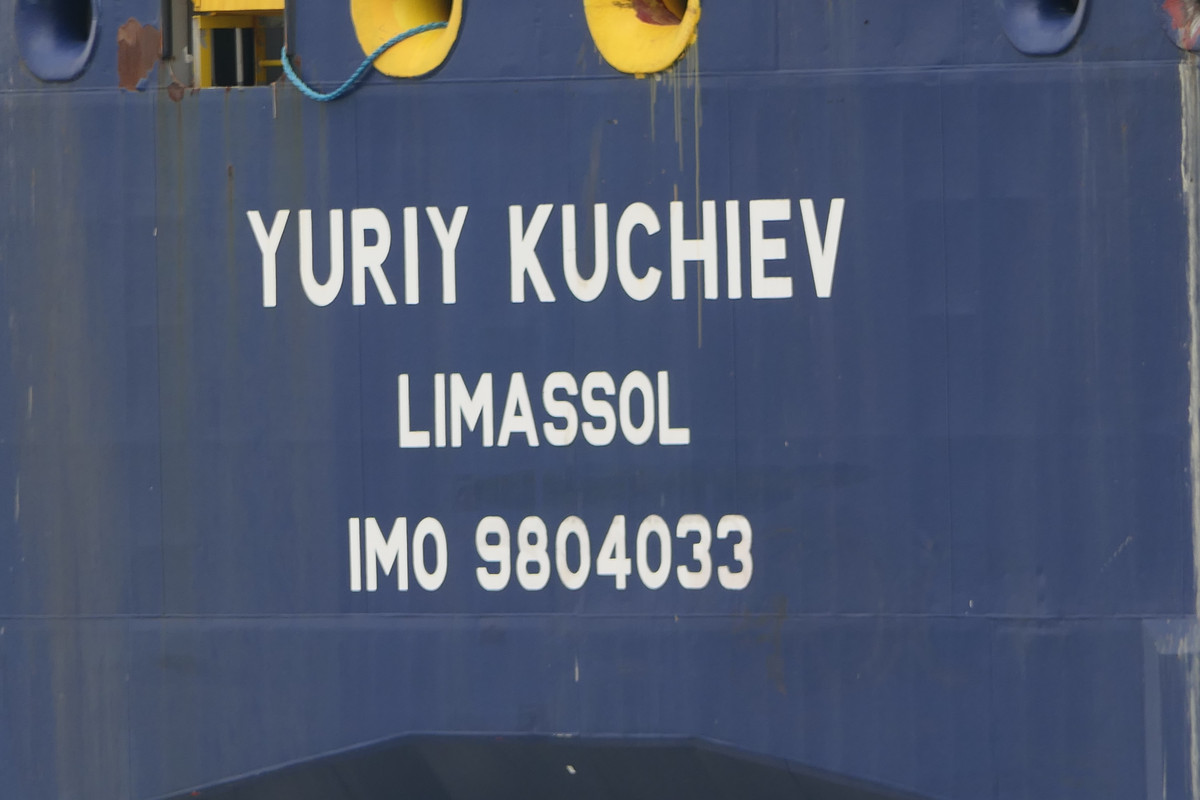 YURIY KUCHIEV
LIMASSOL
IMO 9804033